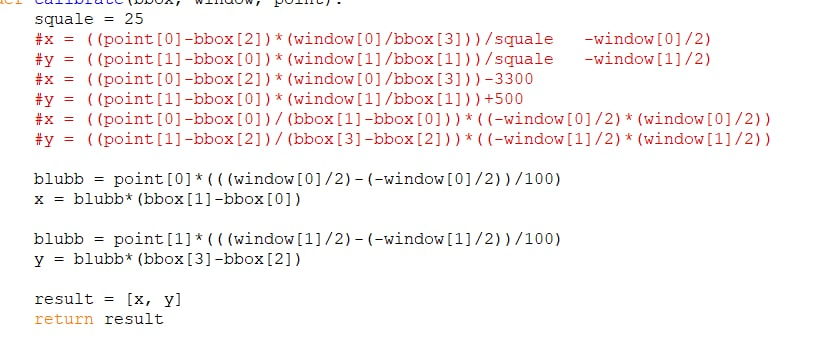 squale = 25
#x = ((point[0]-bbox[2])*(window[0]/bbox[3]))/squale   -window[0]/2)
#y = ((point[1]-bbox[0])*(window[1]/bbox[1]))/squale   -window[1]/2)
#x = ((point[0]-bbox[2])*(window[0]/bbox[3]))-3300
#y = ((point[1]-bbox[0])*(window[1]/bbox[1]))+500
#x = ((point[0]-bbox[0])/(bbox[1]-bbox[0]))*((-window[0]/2)*(window[0]/2))
#y = ((point[1]-bbox[2])/(bbox[3]-bbox[2]))*((-window[1]/2)*(window[1]/2))
blubb = point[0]*(((window[0]/2)-(-window[0]/2))/100)
x = blubb*(bbox[1]-bbox[0])
blubb = point[1]*(((window[1]/2)-(-window[1]/2))/100)
y = blubb*(bbox[3]-bbox[2])
result = [x, y]
return result